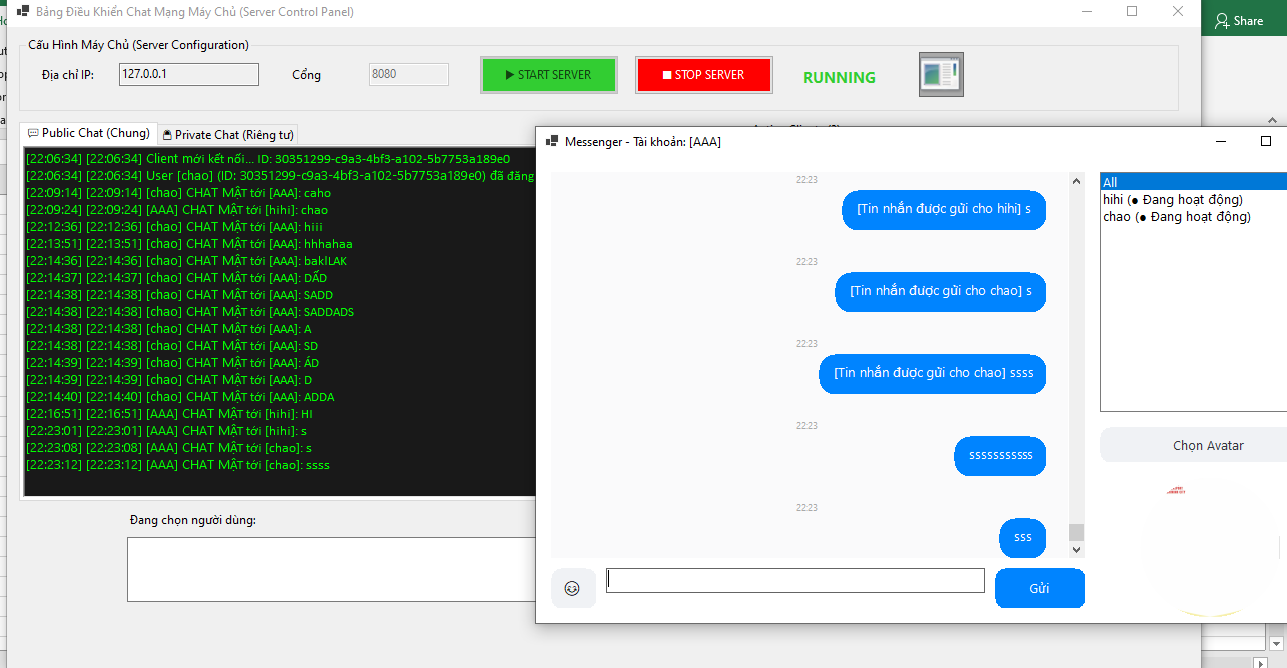 Bảng Điều Khiển Chat Mạng Máy Chủ (Server Control Panel)
Share
Cấu Hình Máy Chủ (Server Configuration)
Địa chỉ IP:
127.0.0.1
Cổng
8080
START SERVER
STOP SERVER
RUNNING
Public Chat (Chung)
Private Chat (Riêng tư)
[22:06:34] [22:06:34] Client mới kết nối... ID: 30351299-c9a3-4bf3-a102-5b7753a189e0
[22:06:34] [22:06:34] User [chao] (ID: 30351299-c9a3-4bf3-a102-5b7753a189e0) đã đăng
[22:09:14] [22:09:14] [chao] CHAT MẬT tới [AAA]: caho
[22:09:24] [22:09:24] [AAA] CHAT MẬT tới [hihi]: chao
[22:12:36] [22:12:36] [chao] CHAT MẬT tới [AAA]: hiii
[22:13:51] [22:13:51] [chao] CHAT MẬT tới [AAA]: hhhahaa
[22:14:36] [22:14:36] [chao] CHAT MẬT tới [AAA]: baklLAK
[22:14:37] [22:14:37] [chao] CHAT MẬT tới [AAA]: DẤD
[22:14:38] [22:14:38] [chao] CHAT MẬT tới [AAA]: SADD
[22:14:38] [22:14:38] [chao] CHAT MẬT tới [AAA]: SADDADS
[22:14:38] [22:14:38] [chao] CHAT MẬT tới [AAA]: A
[22:14:38] [22:14:38] [chao] CHAT MẬT tới [AAA]: SD
[22:14:39] [22:14:39] [chao] CHAT MẬT tới [AAA]: ÁD
[22:14:39] [22:14:39] [chao] CHAT MẬT tới [AAA]: D
[22:14:40] [22:14:40] [chao] CHAT MẬT tới [AAA]: ADDA
[22:16:51] [22:16:51] [AAA] CHAT MẬT tới [hihi]: HI
[22:23:01] [22:23:01] [AAA] CHAT MẬT tới [hihi]: s
[22:23:08] [22:23:08] [AAA] CHAT MẬT tới [chao]: s
[22:23:12] [22:23:12] [AAA] CHAT MẬT tới [chao]: ssss
Đang chọn người dùng:
Messenger - Tài khoản: [AAA]
22:23
[Tin nhắn được gửi cho hihi] s
22:23
[Tin nhắn được gửi cho chao] s
22:23
[Tin nhắn được gửi cho chao] ssss
22:23
sssssssssss
22:23
sss
Gửi
All
hihi (● Đang hoạt động)
chao (● Đang hoạt động)
Chọn Avatar